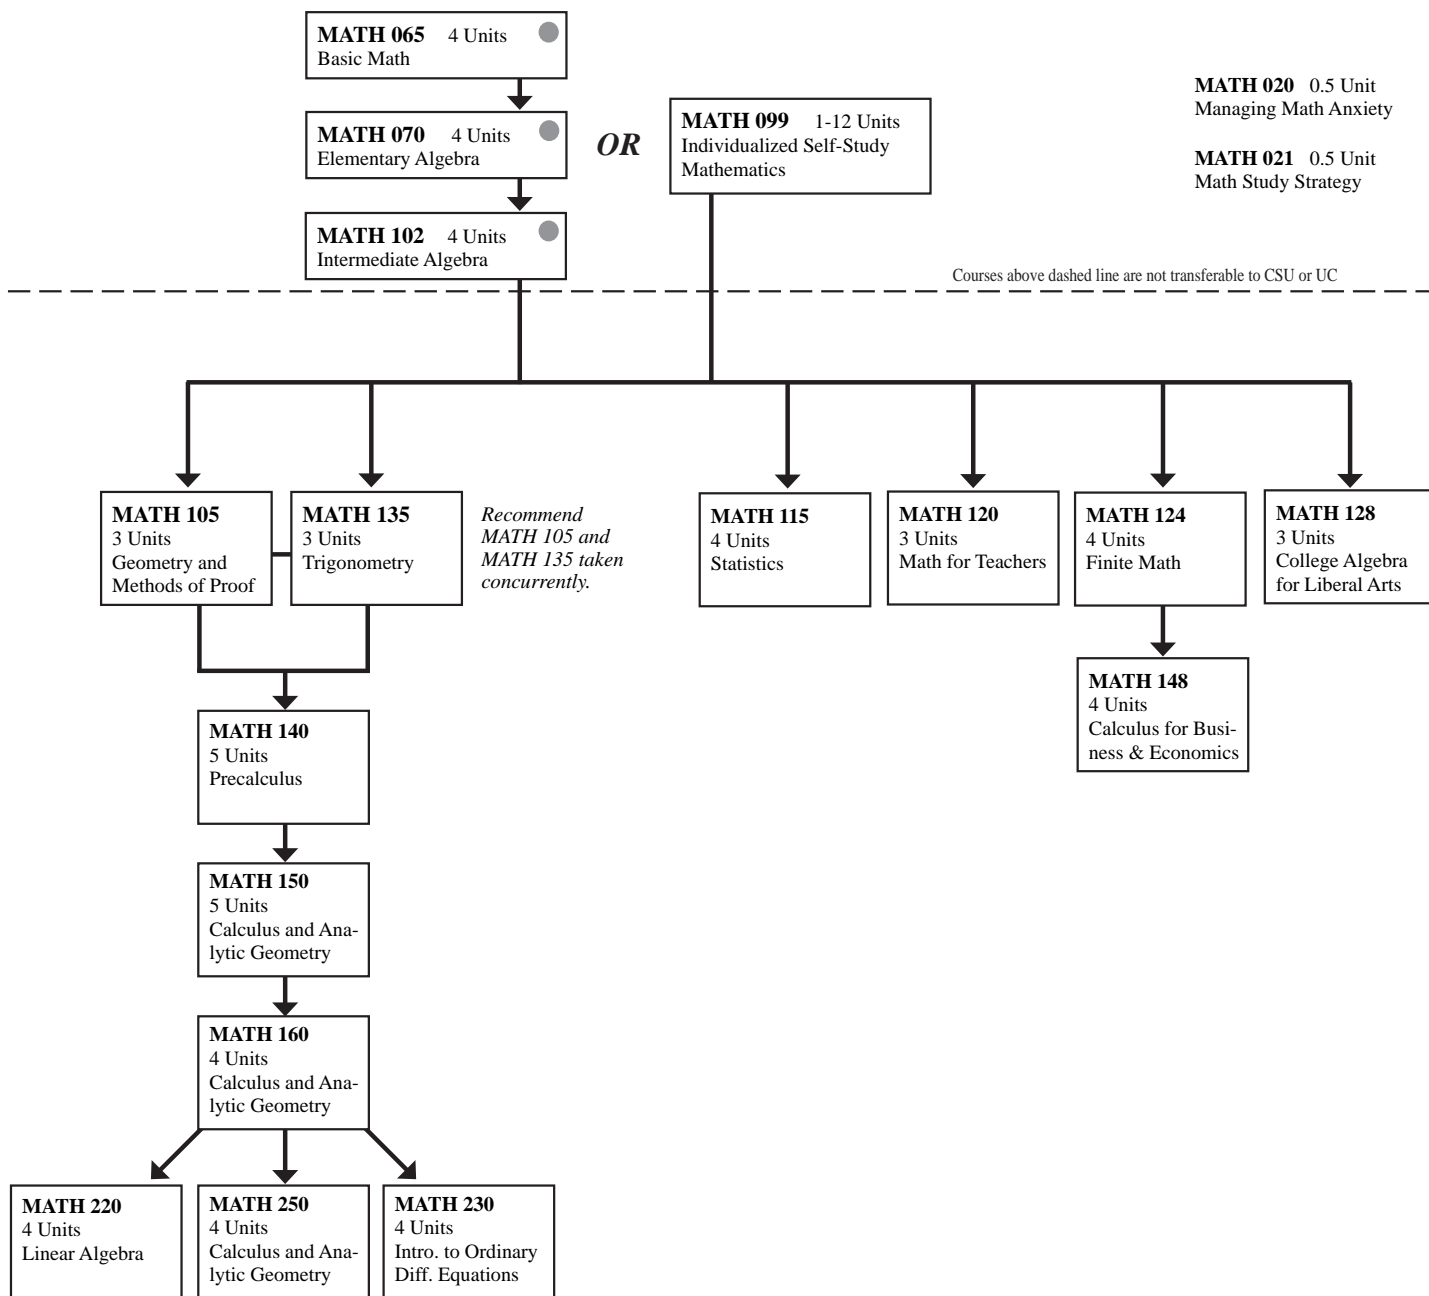 MATH 065 4 Units
Basic Math
MATH 070 4 Units
Elementary Algebra
MATH 102 4 Units
Intermediate Algebra
OR
MATH 099 1-12 Units
Individualized Self-Study
Mathematics
MATH 020 0.5 Unit
Managing Math Anxiety
MATH 021 0.5 Unit
Math Study Strategy
Courses above dashed line are not transferable to CSU or UC
MATH 105
3 Units
Geometry and
Methods of Proof
MATH 135
3 Units
Trigonometry
Recommend
MATH 105 and
MATH 135 taken
concurrently.
MATH 115
4 Units
Statistics
MATH 120
3 Units
Math for Teachers
MATH 124
4 Units
Finite Math
MATH 128
3 Units
College Algebra
for Liberal Arts
MATH 148
4 Units
Calculus for Busi-
ness & Economics
MATH 140
5 Units
Precalculus
MATH 150
5 Units
Calculus and Ana-
lytic Geometry
MATH 160
4 Units
Calculus and Ana-
lytic Geometry
MATH 220
4 Units
Linear Algebra
MATH 250
4 Units
Calculus and Ana-
lytic Geometry
MATH 230
4 Units
Intro. to Ordinary
Diff. Equations